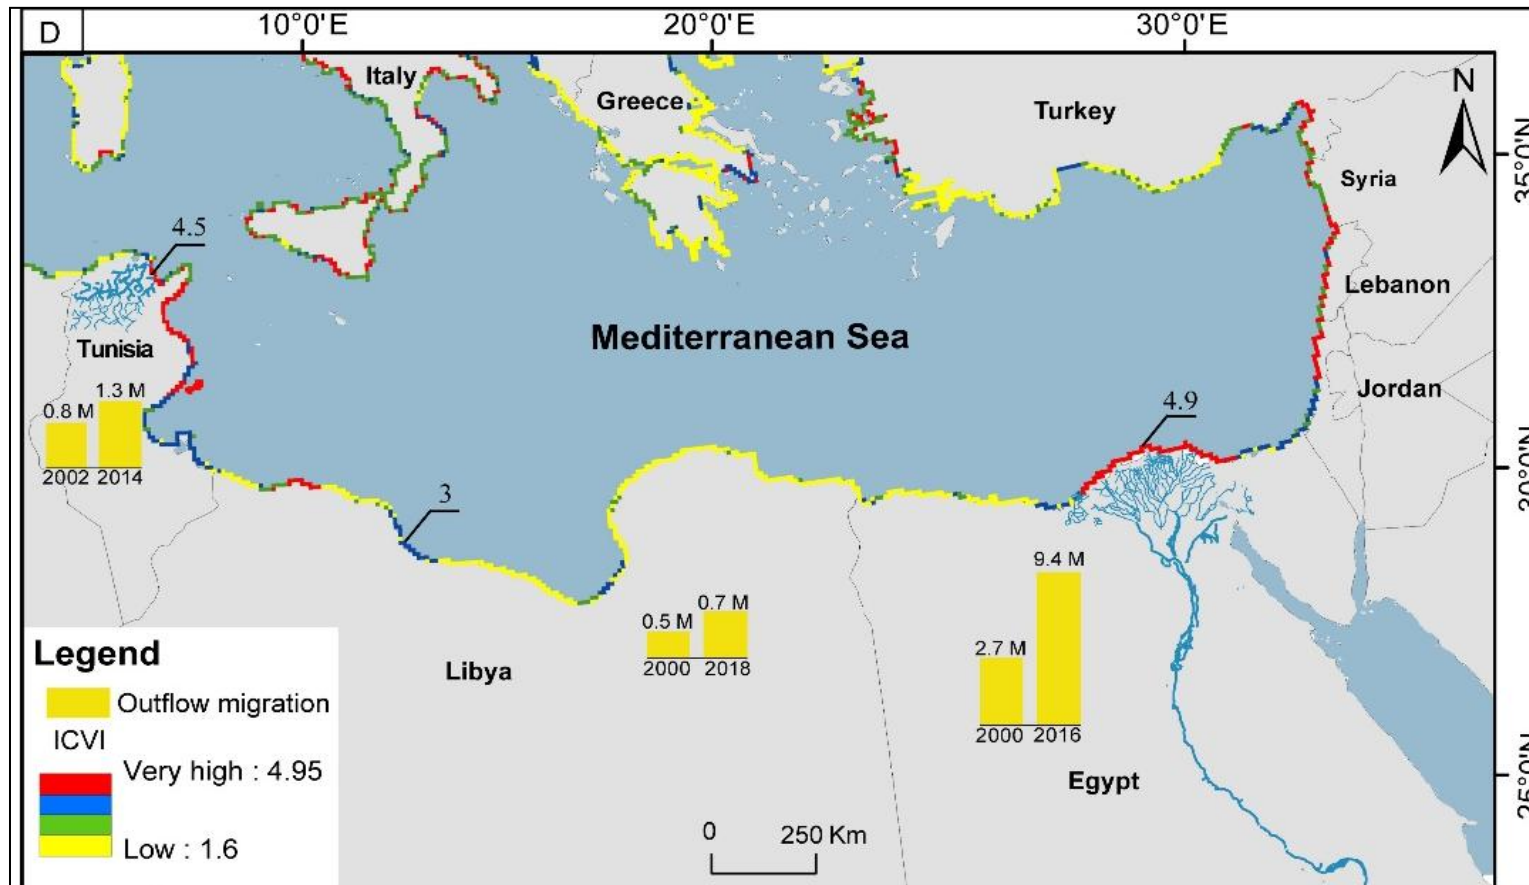 D
10°0'E
20°0'E
30°0'E
Italy
Greece
Turkey
N
35°0'N
Syria
4.5
Lebanon
Mediterranean Sea
Tunisia
Jordan
1.3 M
0.8 M
2002 2014
4.9
30°0'N
3
9.4 M
0.7 M
0.5 M
2.7 M
2000 2018
Libya
2000 2016
Egypt
25°0'N
Legend
Outflow migration
ICVI
Very high : 4.95
Low : 1.6
0 250 Km